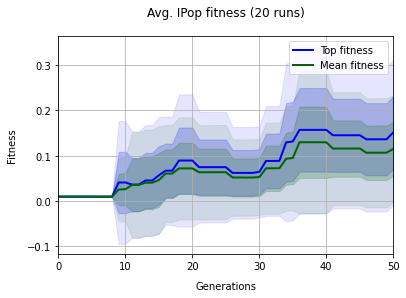 Avg. IPop fitness (20 runs)
Top fitness
Mean fitness
Fitness
0.3
0.2
0.1
0.0
−0.1
0 10 20 30 40 50
Generations